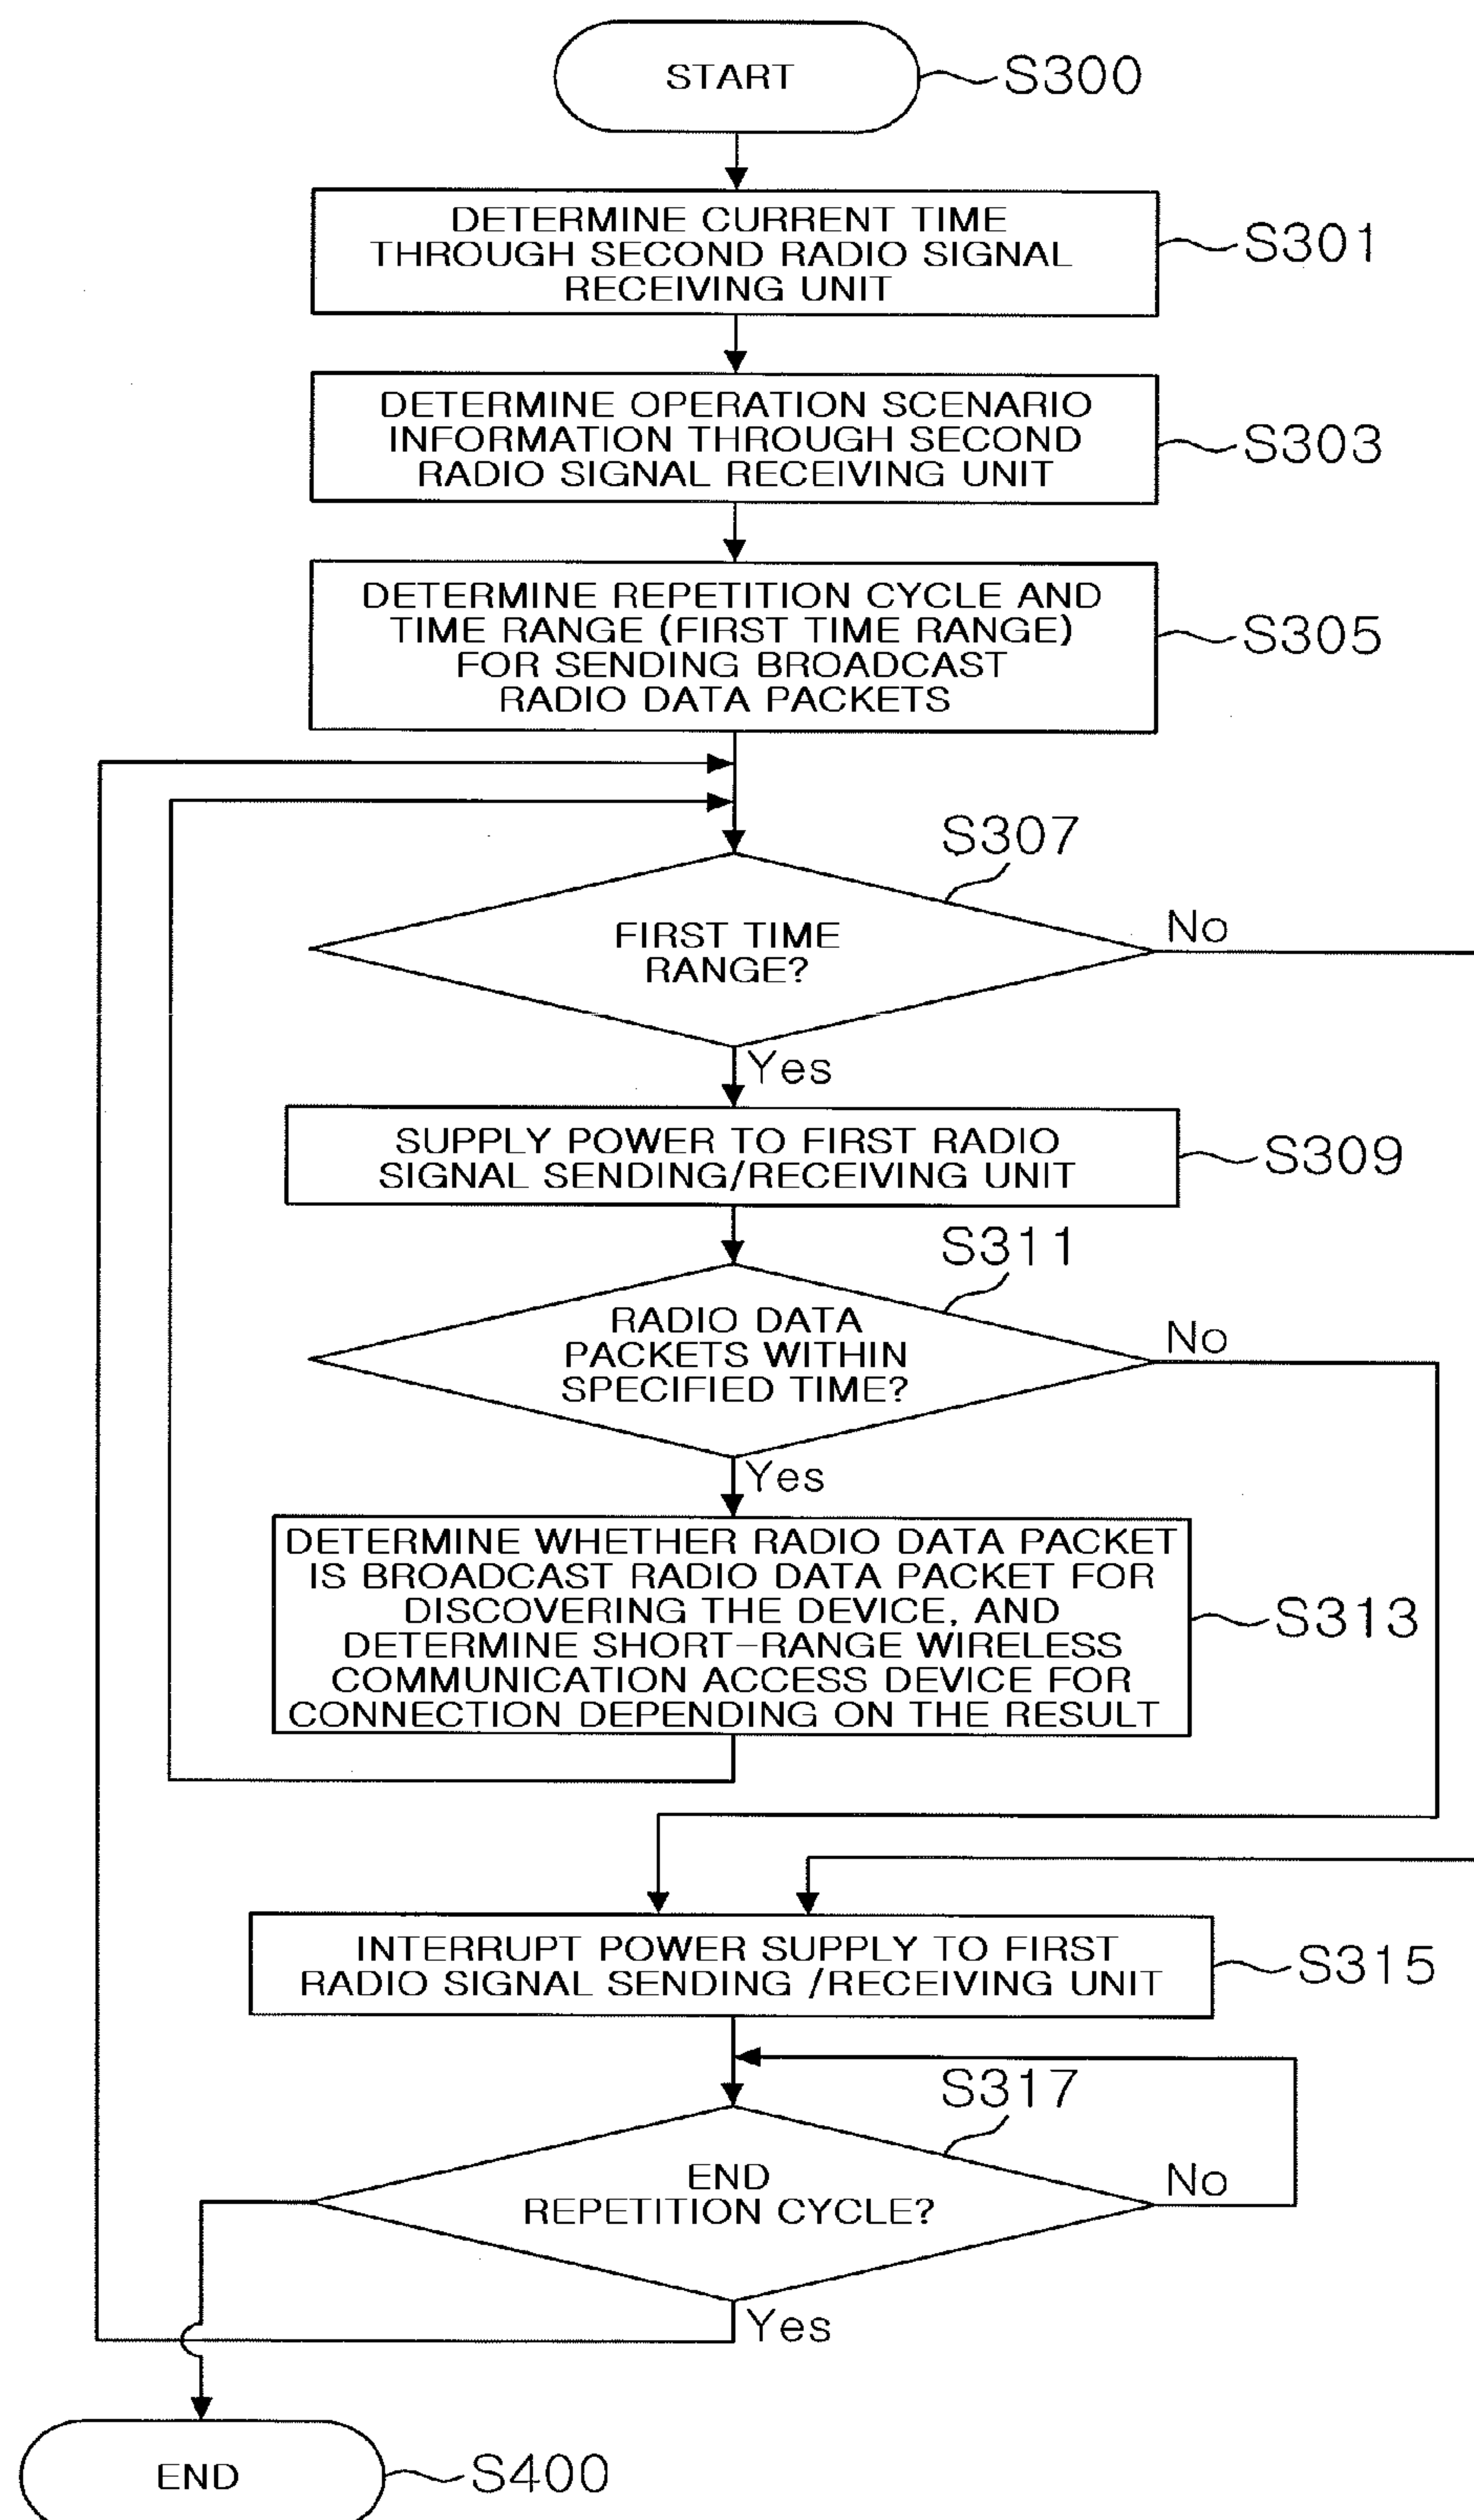 START
S300
DETERMINE CURRENT TIME
THROUGH SECOND RADIO SIGNAL
RECEIVING UNIT
S301
DETERMINE OPERATION SCENARIO
INFORMATION THROUGH SECOND
RADIO SIGNAL RECEIVING UNIT
S303
DETERMINE REPETITION CYCLE AND
TIME RANGE (FIRST TIME RANGE)
FOR SENDING BROADCAST
RADIO DATA PACKETS
S305
S307
FIRST TIME
RANGE?
No
Yes
SUPPLY POWER TO FIRST RADIO
SIGNAL SENDING/RECEIVING UNIT
S309
S311
RADIO DATA
PACKETS WITHIN
SPECIFIED TIME?
No
Yes
DETERMINE WHETHER RADIO DATA PACKET
IS BROADCAST RADIO DATA PACKET FOR
DISCOVERING THE DEVICE, AND
DETERMINE SHORT-RANGE WIRELESS
COMMUNICATION ACCESS DEVICE FOR
CONNECTION DEPENDING ON THE RESULT
S313
INTERRUPT POWER SUPPLY TO FIRST
RADIO SIGNAL SENDING /RECEIVING UNIT
S315
S317
END
REPETITION CYCLE?
No
Yes
END
S400